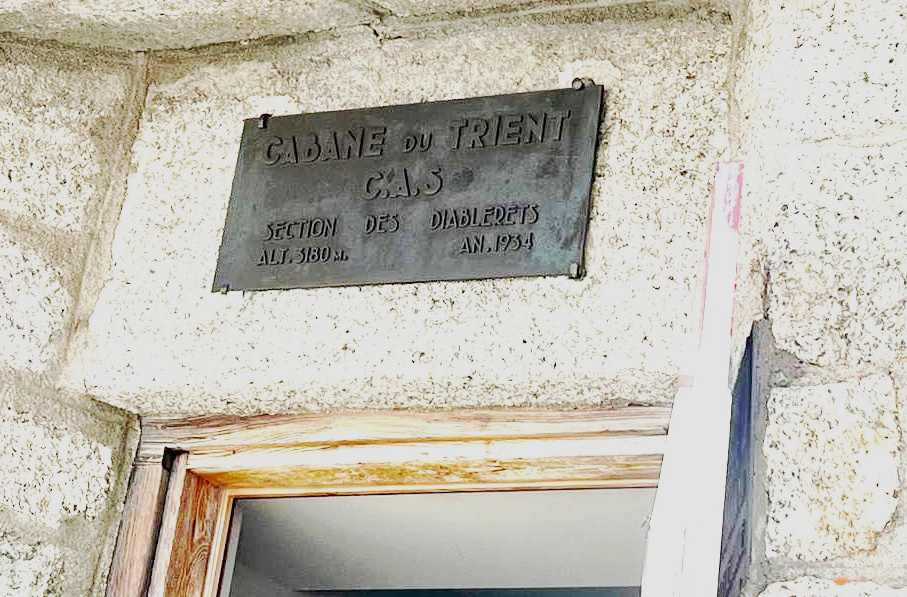 CABANE DU TRIENT
C.A.S
SECTION DES DIABLERETS
ALT. 3180 M. AN. 1934